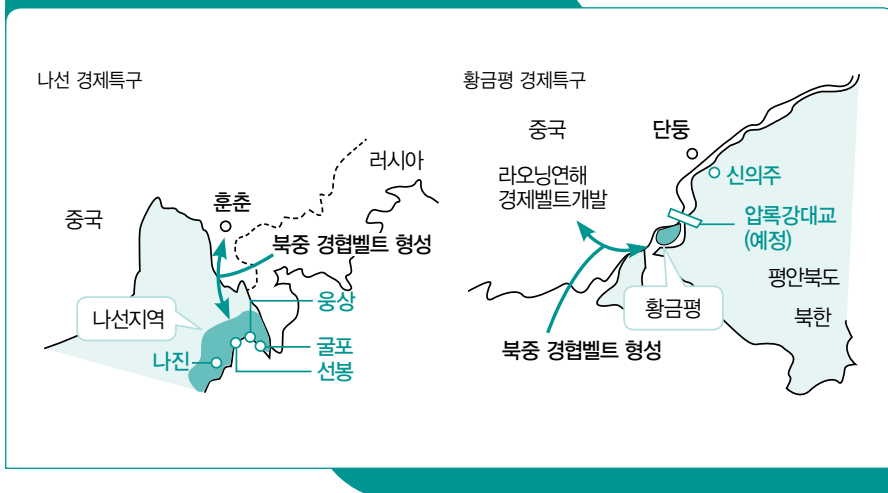 나선 경제특구
중국
훈춘
러시아
북중 경협벨트 형성
나선지역
나진
웅상
굴포
선봉
황금평 경제특구
중국
단둥
라오닝연해
경제벨트개발
신의주
압록강대교
(예정)
평안북도
황금평
북한
북중 경협벨트 형성